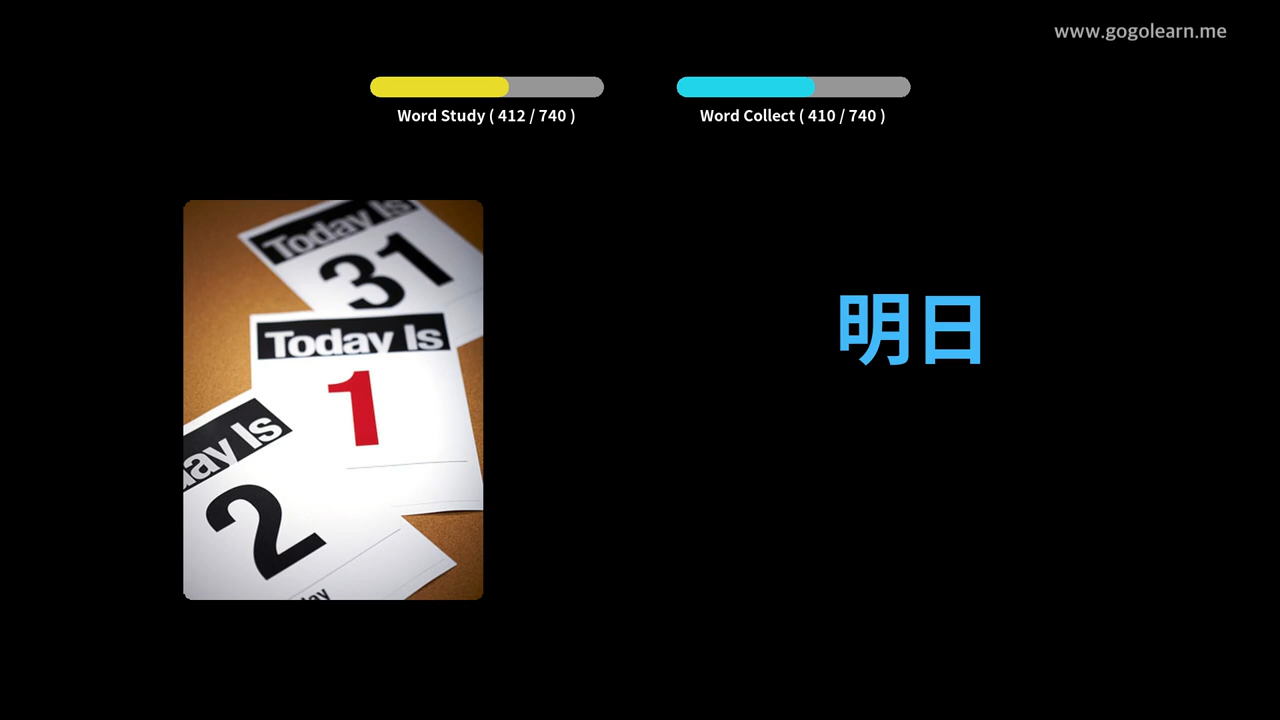 www.gogolearn.me
Word Study ( 412 / 740 )
Word Collect ( 410 / 740 )
Today Is
31
Today Is
1
ay Is
2
明日